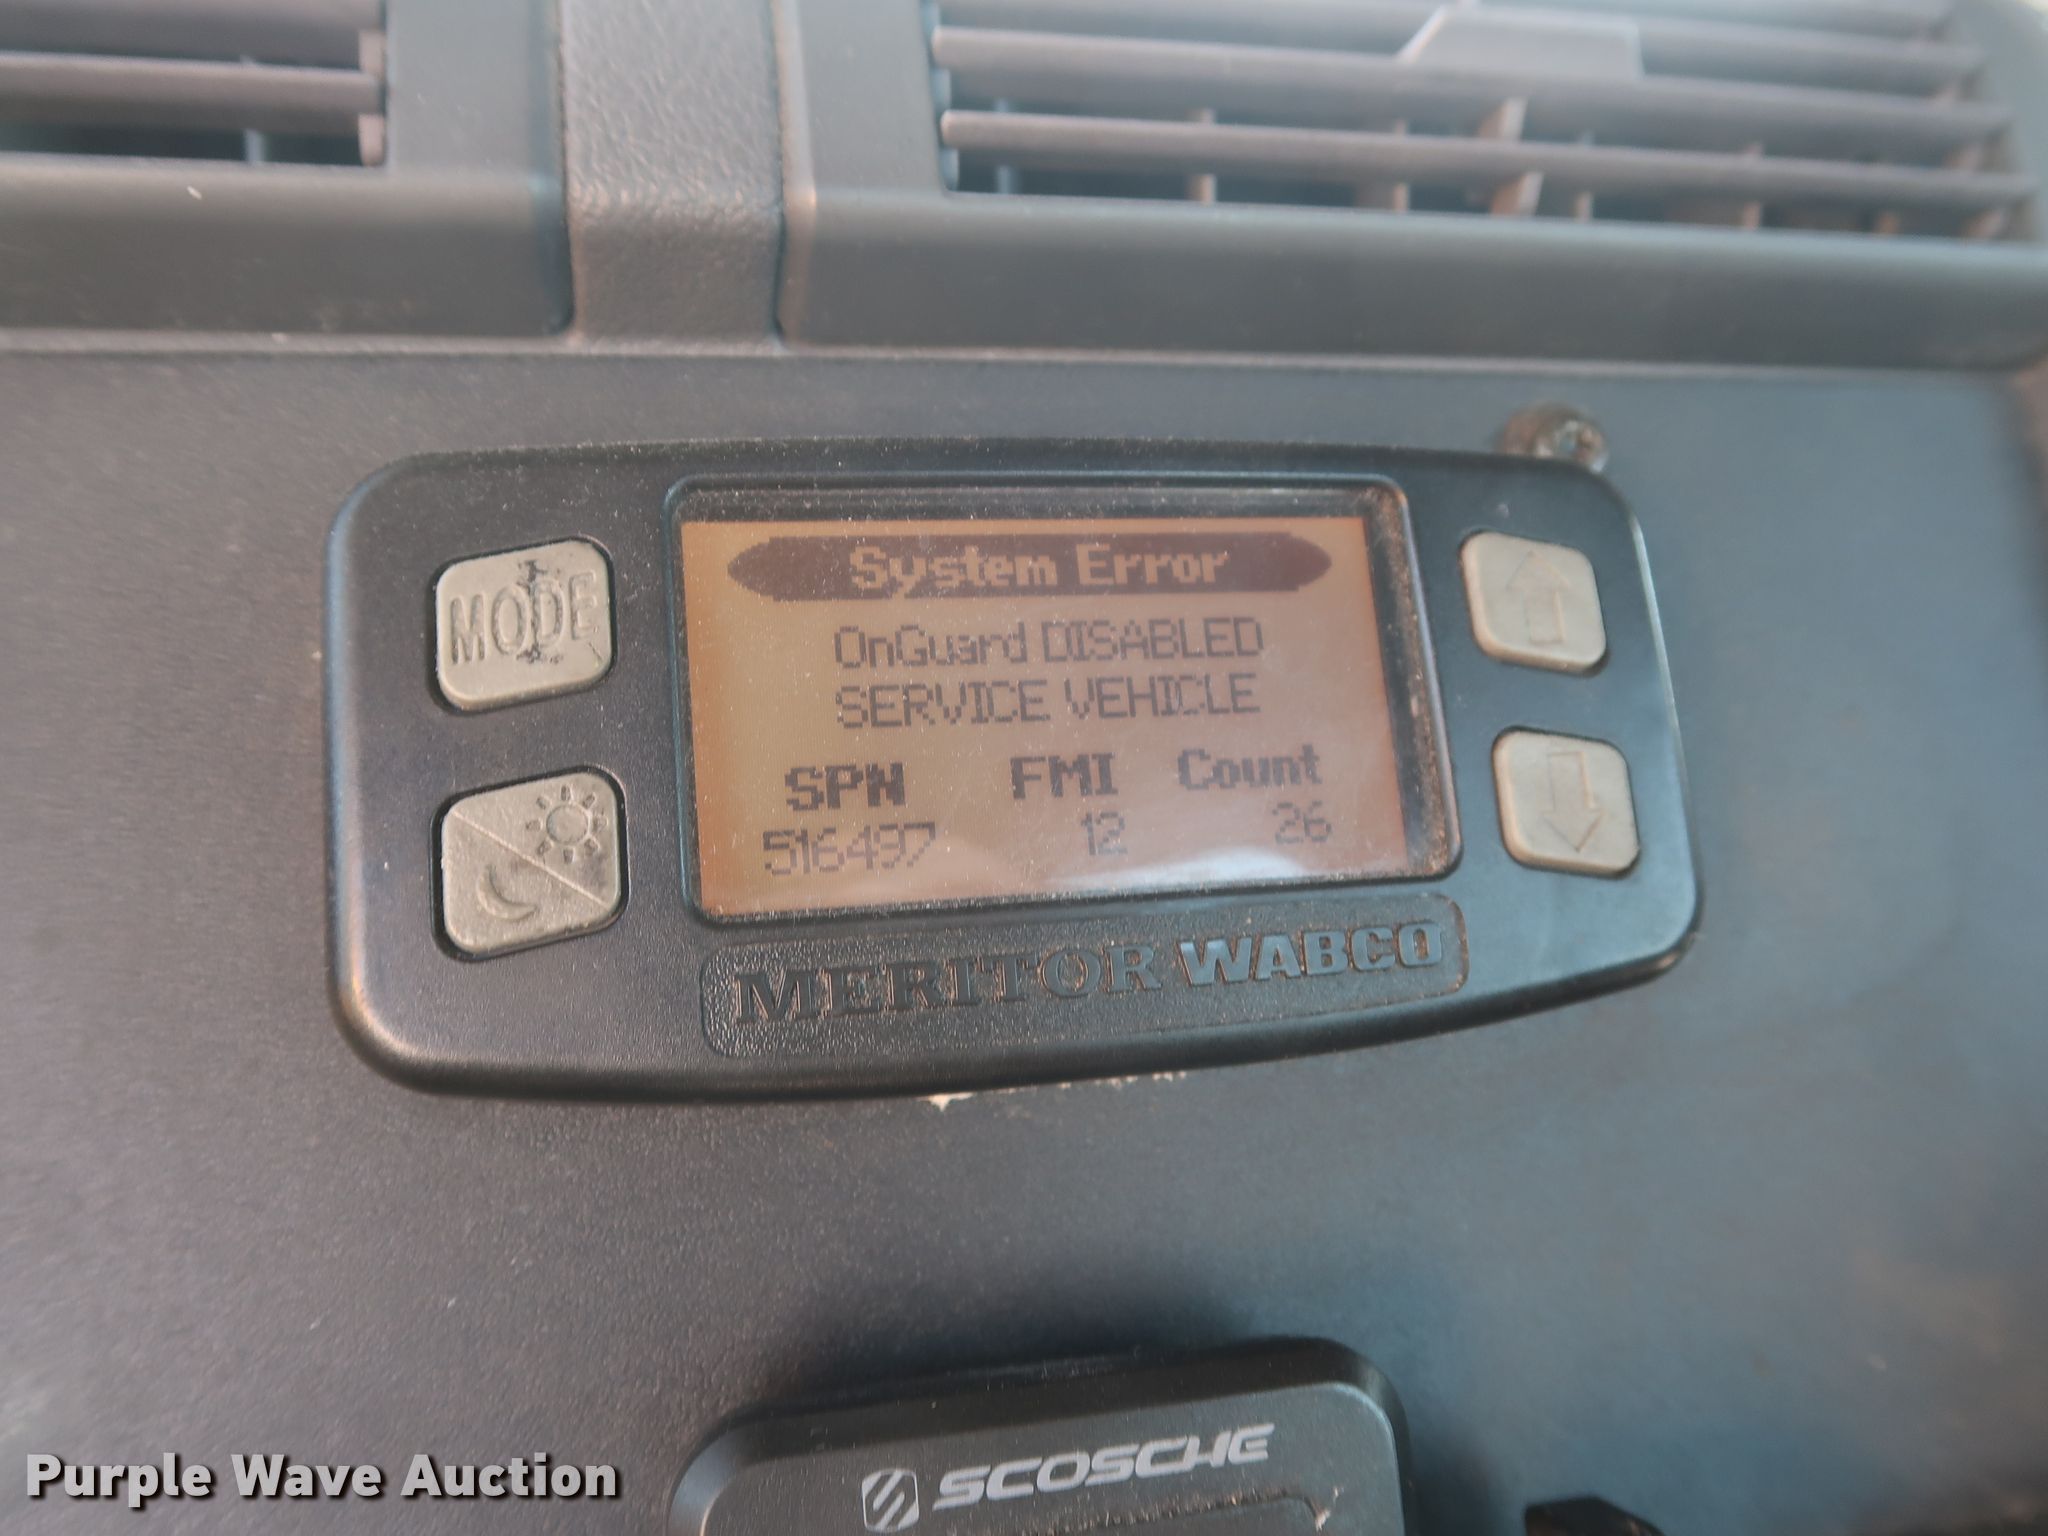 System Error
MODE
OnGuard DISABLED
SERVICE VEHICLE
SPN FMI Count
516497 12 26
MERITOR WABCO
SCOSCHE
Purple Wave Auction